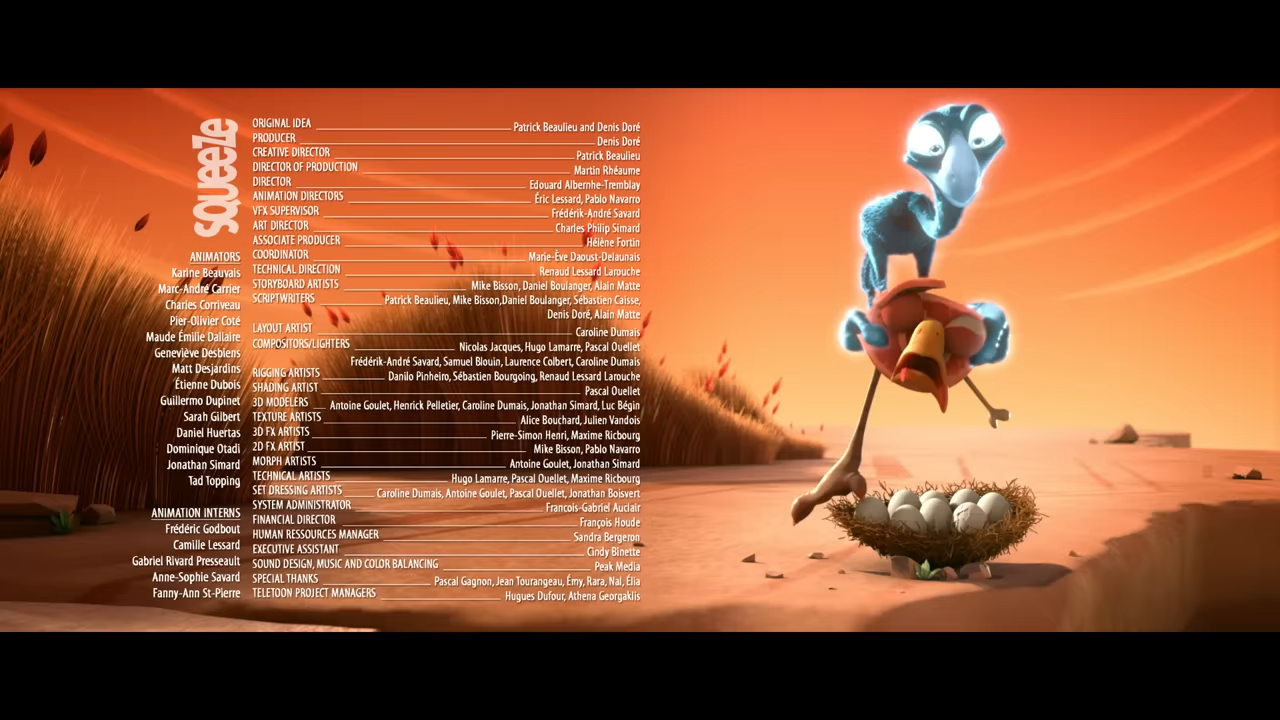 squeeze
ANIMATORS
Karine Beauvais
Marc-André Carrier
Charles Corriveau
Pier-Olivier Coté
Maude Émilie Dallaire
Geneviève Desbiens
Matt Desjardins
Étienne Dubois
Guillermo Dupinet
Sarah Gilbert
Daniel Huertas
Dominique Otadi
Jonathan Simard
Tad Topping
ANIMATION INTERNS
Frédéric Godbout
Camille Lessard
Gabriel Rivard Presseault
Anne-Sophie Savard
Fanny-Ann St-Pierre
ORIGINAL IDEA Patrick Beaulieu and Denis Doré
PRODUCER Denis Doré
CREATIVE DIRECTOR Patrick Beaulieu
DIRECTOR OF PRODUCTION Martin Rhéaume
DIRECTOR Edouard Albernhe-Tremblay
ANIMATION DIRECTORS Éric Lessard, Pablo Navarro
VFX SUPERVISOR Frédérik-André Savard
ART DIRECTOR Charles Philip Simard
ASSOCIATE PRODUCER Hélène Fortin
COORDINATOR Marie-Ève Daoust-Delaunais
TECHNICAL DIRECTION Renaud Lessard Larouche
STORYBOARD ARTISTS Mike Bisson, Daniel Boulanger, Alain Matte
SCRIPTWRITERS Patrick Beaulieu, Mike Bisson,Daniel Boulanger, Sébastien Caisse,
Denis Doré, Alain Matte
LAYOUT ARTIST Caroline Dumais
COMPOSITORS/LIGHTERS Nicolas Jacques, Hugo Lamarre, Pascal Ouellet
Frédérik-André Savard, Samuel Blouin, Laurence Colbert, Caroline Dumais
RIGGING ARTISTS Danilo Pinheiro, Sébastien Bourgoing, Renaud Lessard Larouche
SHADING ARTIST Pascal Ouellet
3D MODELERS Antoine Goulet, Henrick Pelletier, Caroline Dumais, Jonathan Simard, Luc Bégin
TEXTURE ARTISTS Alice Bouchard, Julien Vandois
3D FX ARTISTS Pierre-Simon Henri, Maxime Ricbourg
2D FX ARTIST Mike Bisson, Pablo Navarro
MORPH ARTISTS Antoine Goulet, Jonathan Simard
TECHNICAL ARTISTS Hugo Lamarre, Pascal Ouellet, Maxime Ricbourg
SET DRESSING ARTISTS Caroline Dumais, Antoine Goulet, Pascal Ouellet, Jonathan Boisvert
SYSTEM ADMINISTRATOR Francois-Gabriel Auclair
FINANCIAL DIRECTOR François Houde
HUMAN RESSOURCES MANAGER Sandra Bergeron
EXECUTIVE ASSISTANT Cindy Binette
SOUND DESIGN, MUSIC AND COLOR BALANCING Peak Media
SPECIAL THANKS Pascal Gagnon, Jean Tourangeau, Émy, Rara, Nal, Élia
TELETOON PROJECT MANAGERS Hugues Dufour, Athena Georgaklis